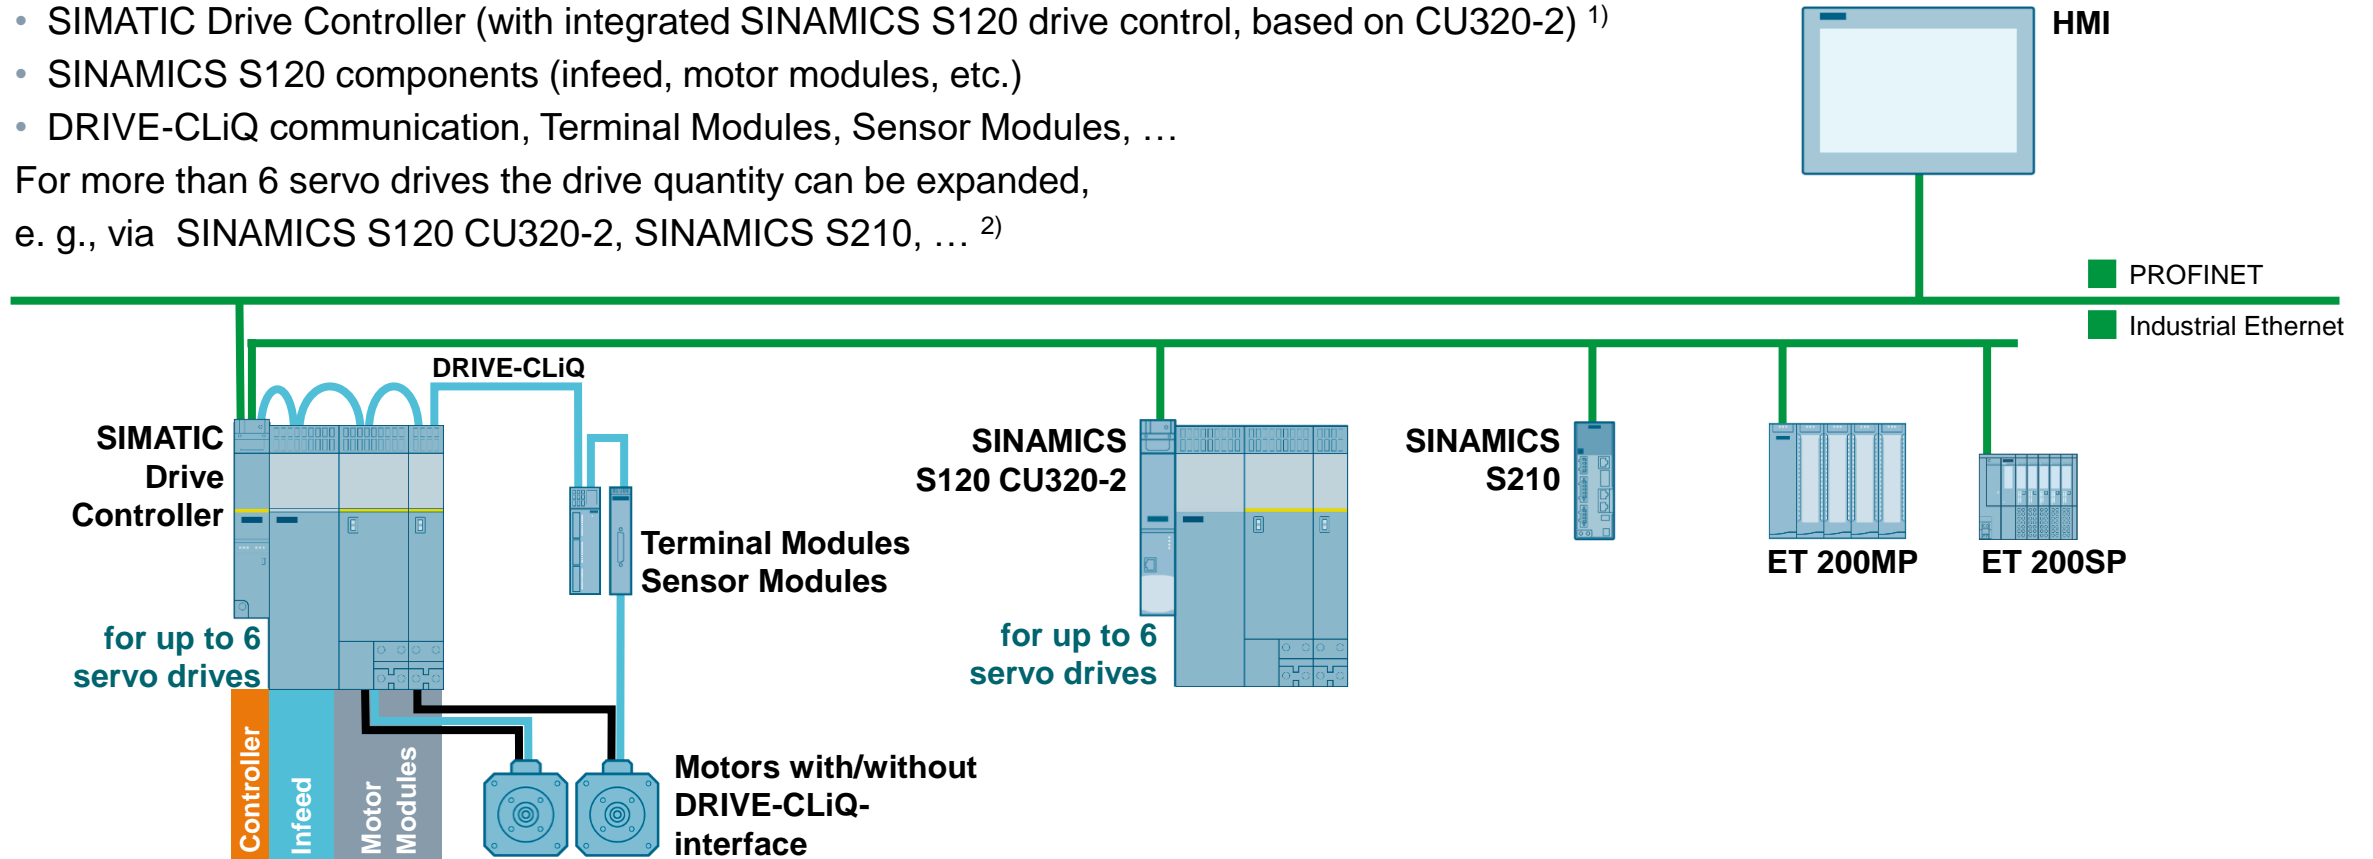 • SIMATIC Drive Controller (with integrated SINAMICS S120 drive control, based on CU320-2) 1)
• SINAMICS S120 components (infeed, motor modules, etc.)
• DRIVE-CLiQ communication, Terminal Modules, Sensor Modules, …
For more than 6 servo drives the drive quantity can be expanded,
e. g., via SINAMICS S120 CU320-2, SINAMICS S210, … 2)
HMI
PROFINET
Industrial Ethernet
DRIVE-CLiQ
SIMATIC
Drive
Controller
Terminal Modules
Sensor Modules
for up to 6
servo drives
SINAMICS
S120 CU320-2
for up to 6
servo drives
SINAMICS
S210
ET 200MP
ET 200SP
Controller
Infeed
Motor
Modules
Motors with/without
DRIVE-CLiQ-
interface